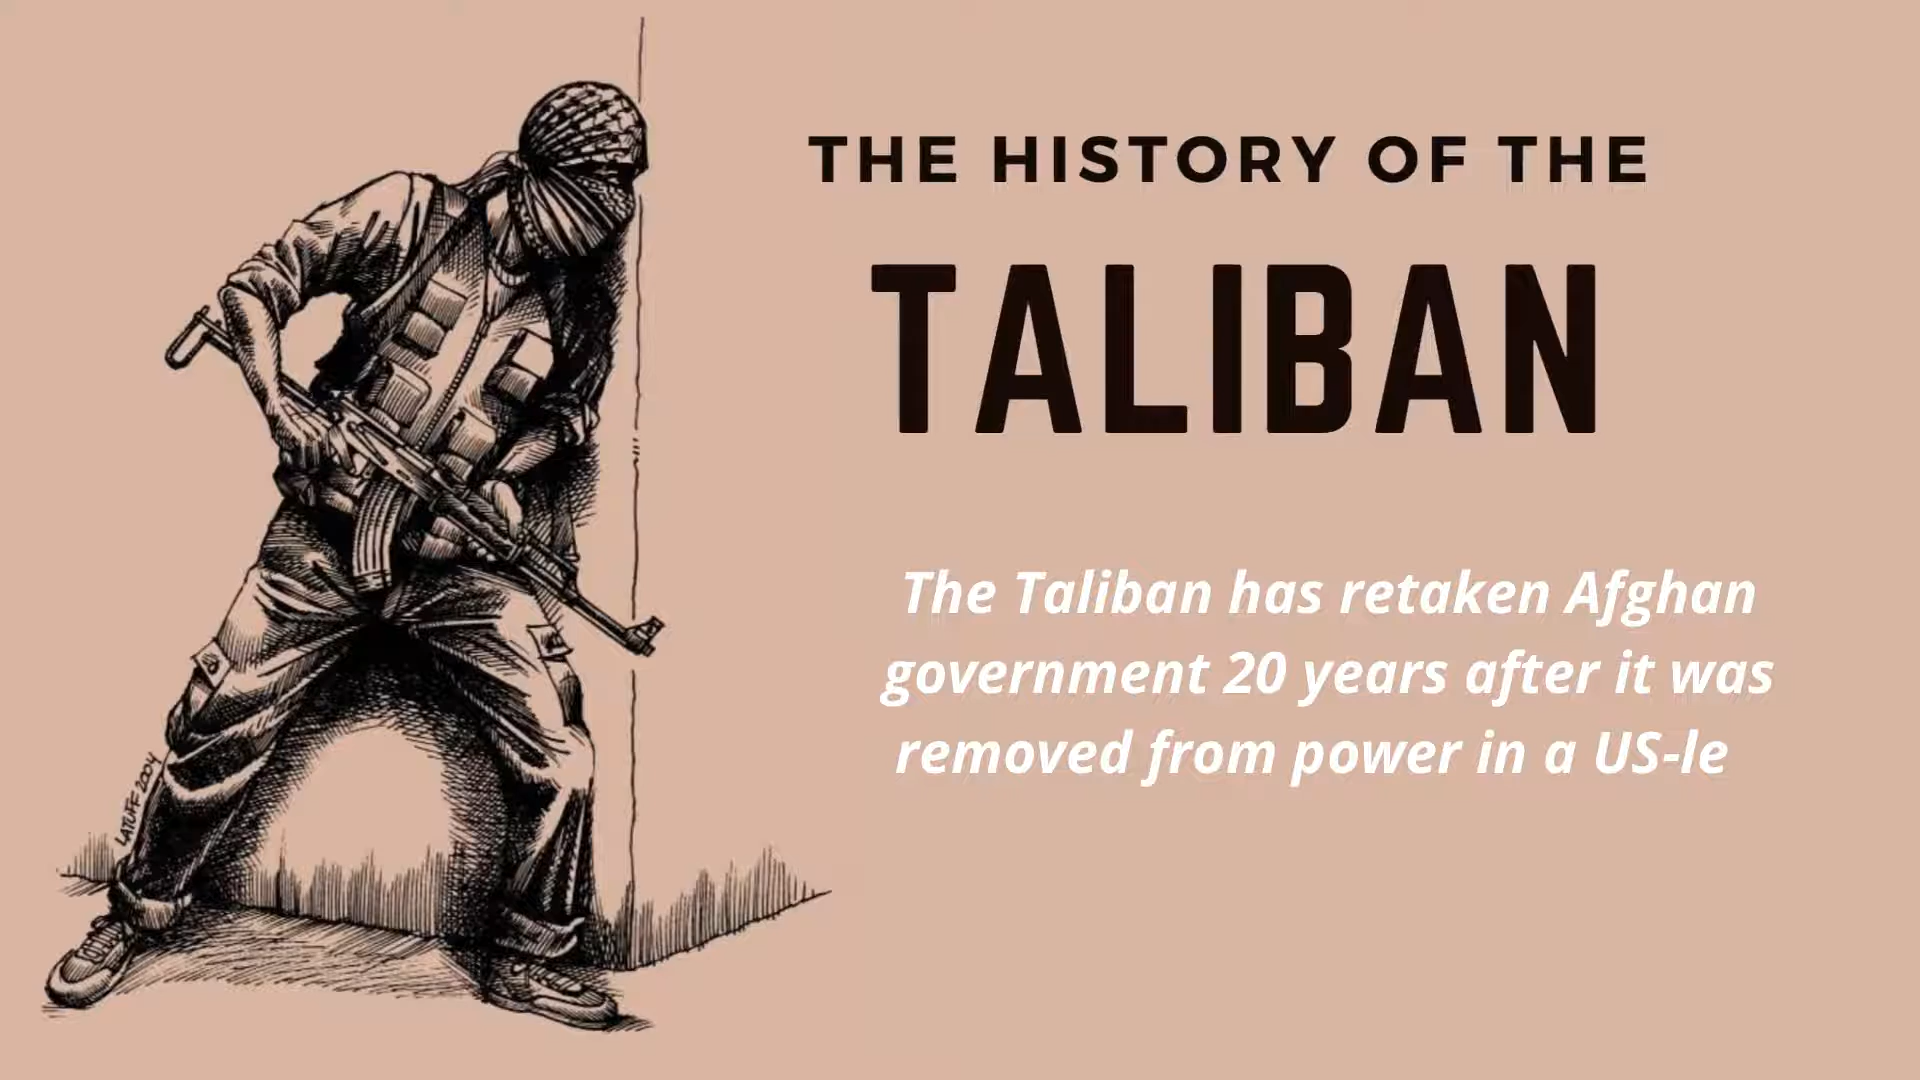 THE HISTORY OF THE
TALIBAN
The Taliban has retaken Afghan
government 20 years after it was
removed from power in a US-le
LATUFF 2004